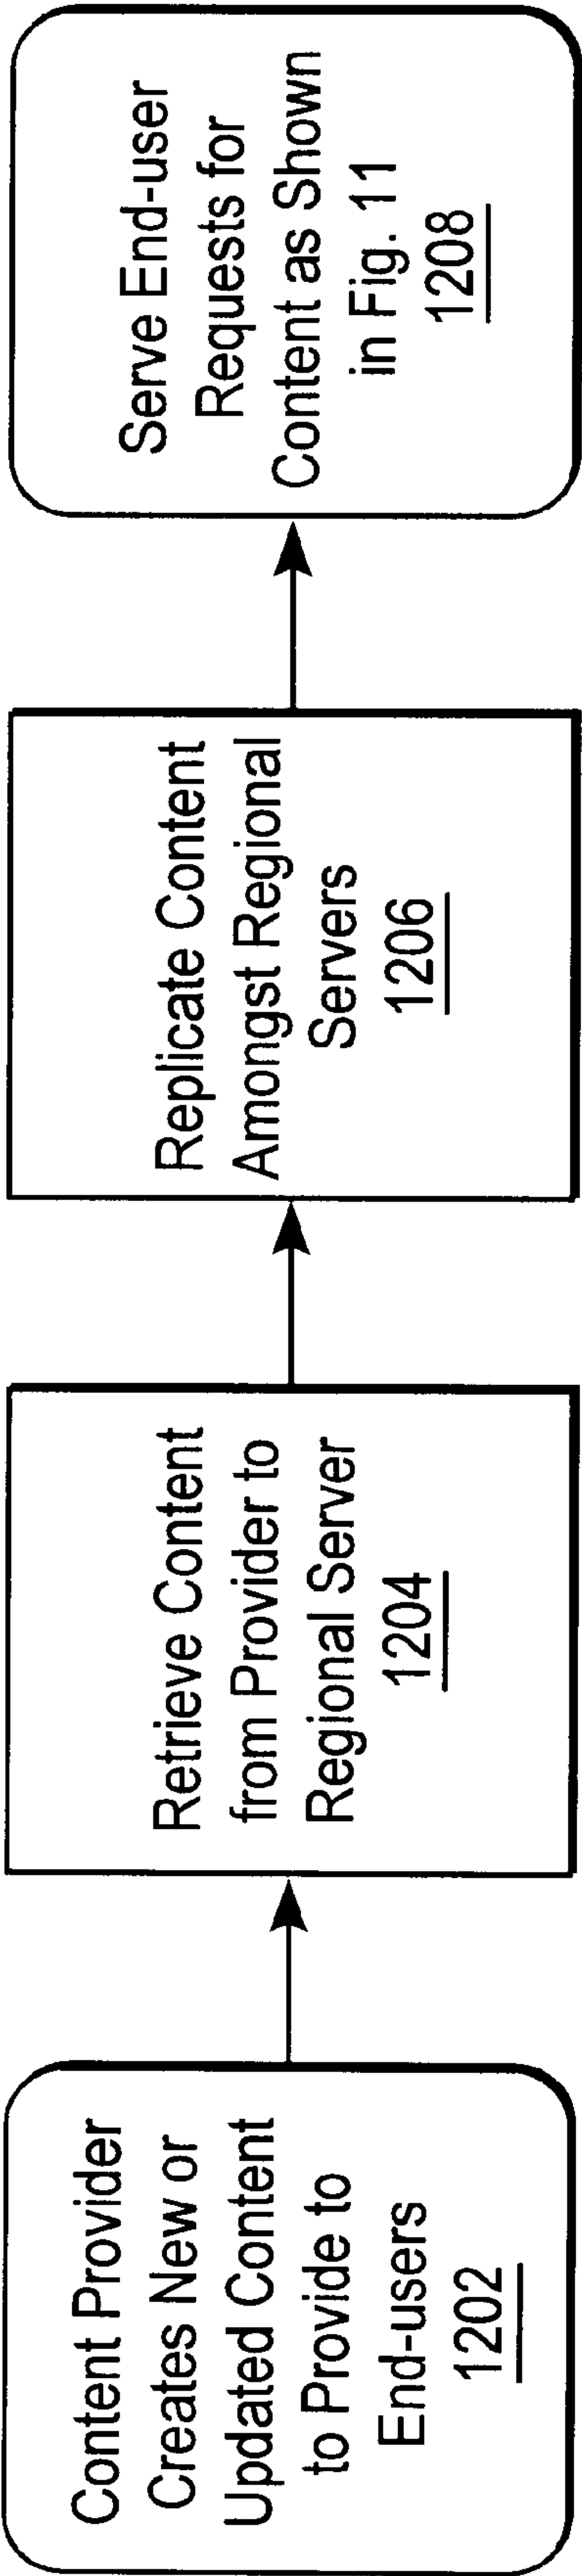 Content Provider
Creates New or
Updated Content
to Provide to
End-users
1202
Retrieve Content
from Provider to
Regional Server
1204
Replicate Content
Amongst Regional
Servers
1206
Serve End-user
Requests for
Content as Shown
in Fig. 11
1208